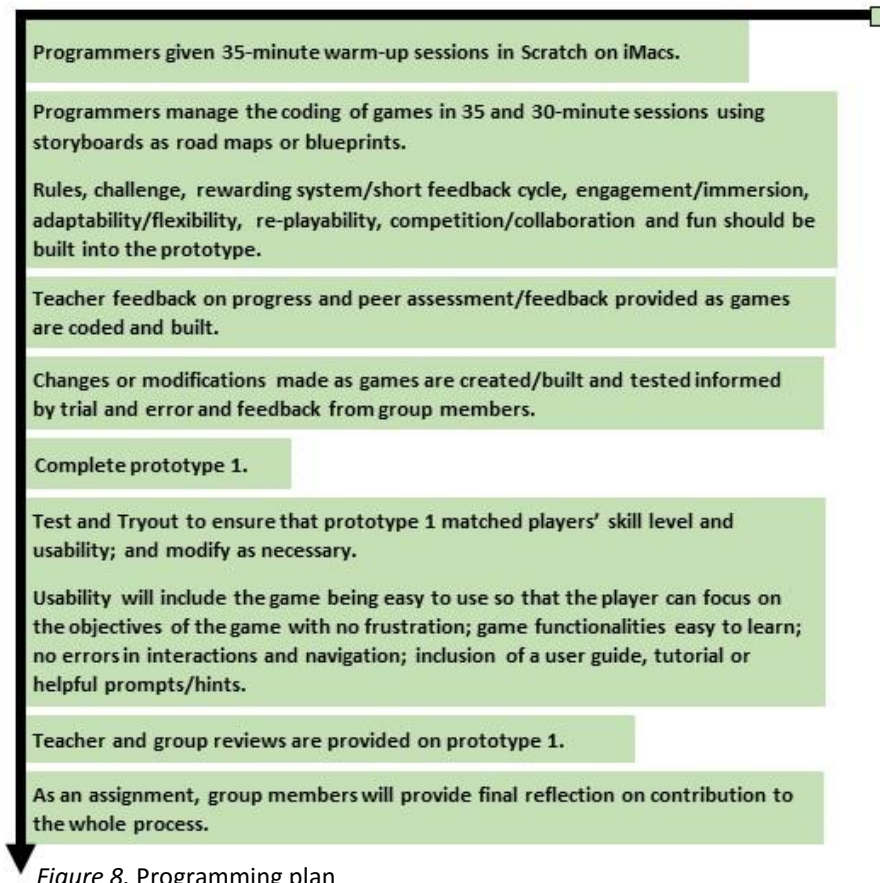 Programmers given 35-minute warm-up sessions in Scratch on iMacs.
Programmers manage the coding of games in 35 and 30-minute sessions using
storyboards as road maps or blueprints.
Rules, challenge, rewarding system/short feedback cycle, engagement/immersion,
adaptability/flexibility, re-playability, competition/collaboration and fun should be
built into the prototype.
Teacher feedback on progress and peer assessment/feedback provided as games
are coded and built.
Changes or modifications made as games are created/built and tested informed
by trial and error and feedback from group members.
Complete prototype 1.
Test and Tryout to ensure that prototype 1 matched players’ skill level and
usability; and modify as necessary.
Usability will include the game being easy to use so that the player can focus on
the objectives of the game with no frustration; game functionalities easy to learn;
no errors in interactions and navigation; inclusion of a user guide, tutorial or
helpful prompts/hints.
Teacher and group reviews are provided on prototype 1.
As an assignment, group members will provide final reflection on contribution to
the whole process.
Figure 8. Programming plan